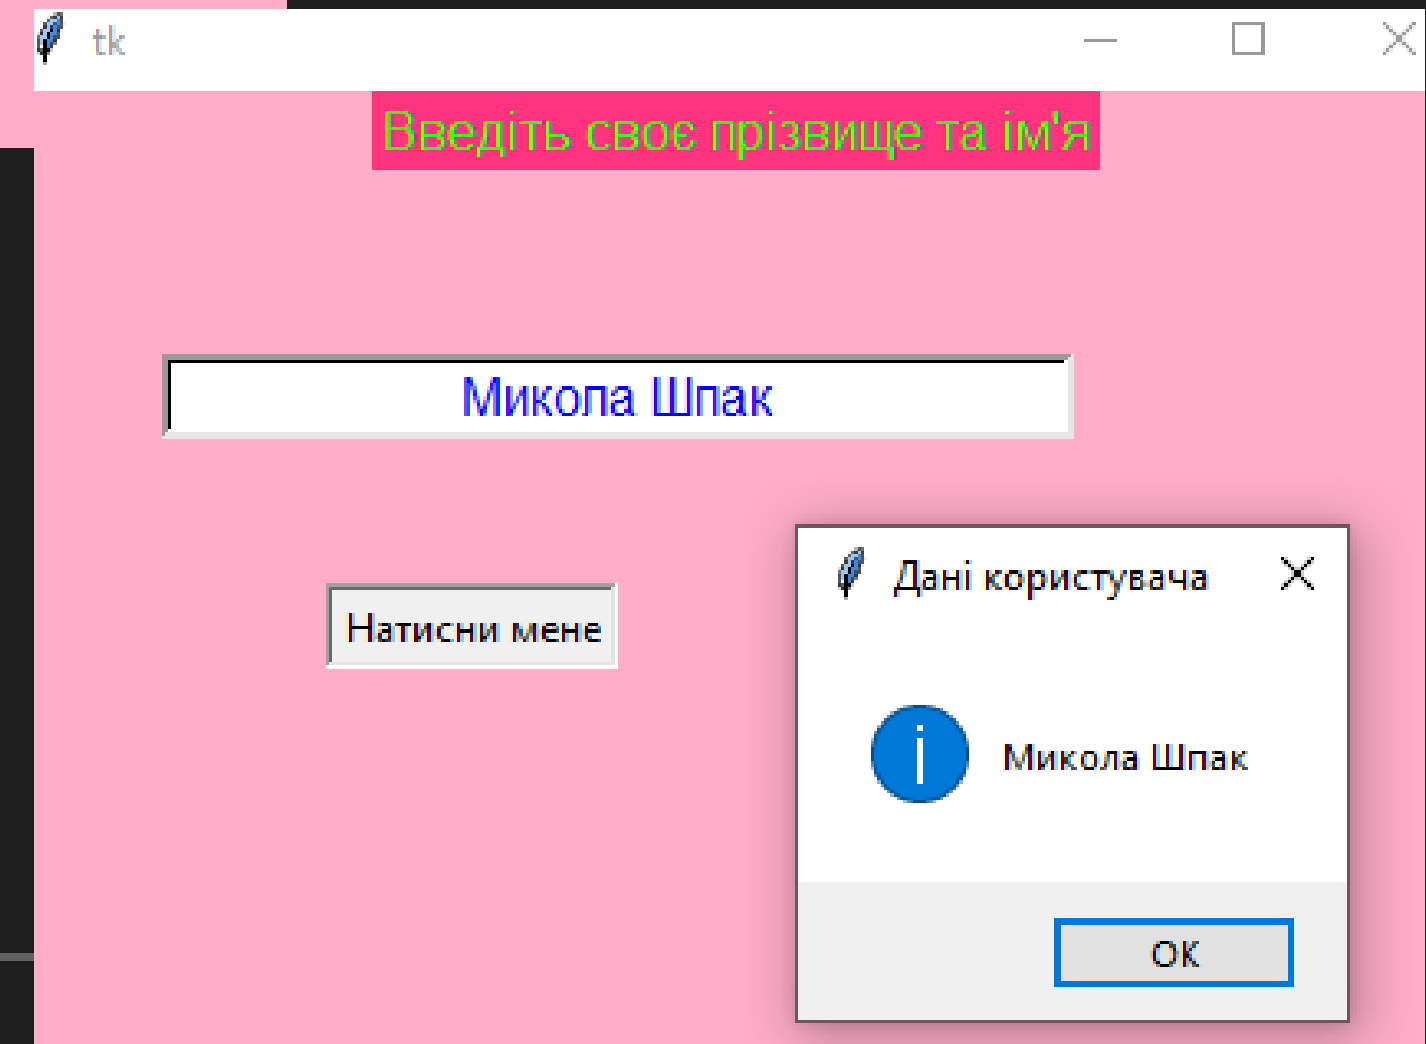 tk
Введіть своє прізвище та ім'я
Микола Шпак
Натисни мене
Дані користувача
i
Микола Шпак
OK